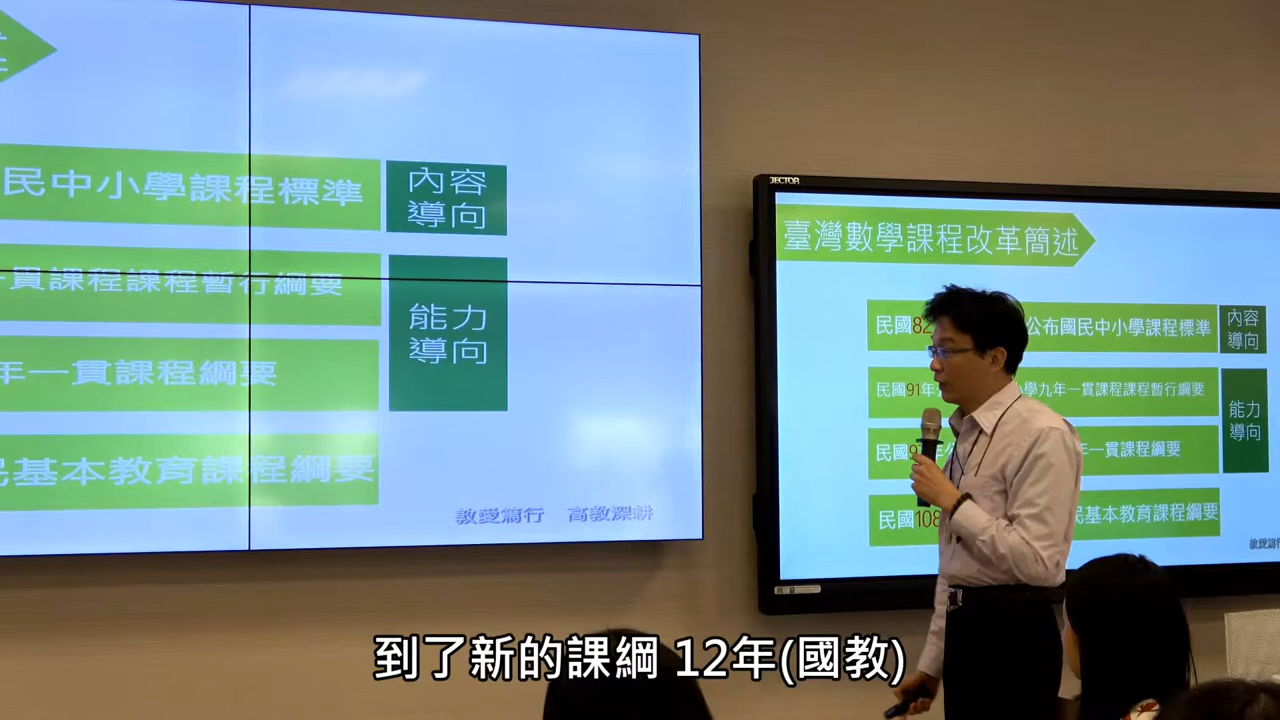 民中小學課程標準
內容
導向
一貫課程課程暫行綱要
能力
導向
年一貫課程綱要
民基本教育課程綱要
敦愛篤行 高教深耕
JECTOR
臺灣數學課程改革簡述
民國82
公布國民中小學課程標準
內容
導向
民國91年
小學九年一貫課程課程暫行綱要
能力
導向
民國9
年一貫課程綱要
民國108
民基本教育課程綱要
敦愛篤
到了新的課綱 12年(國教)